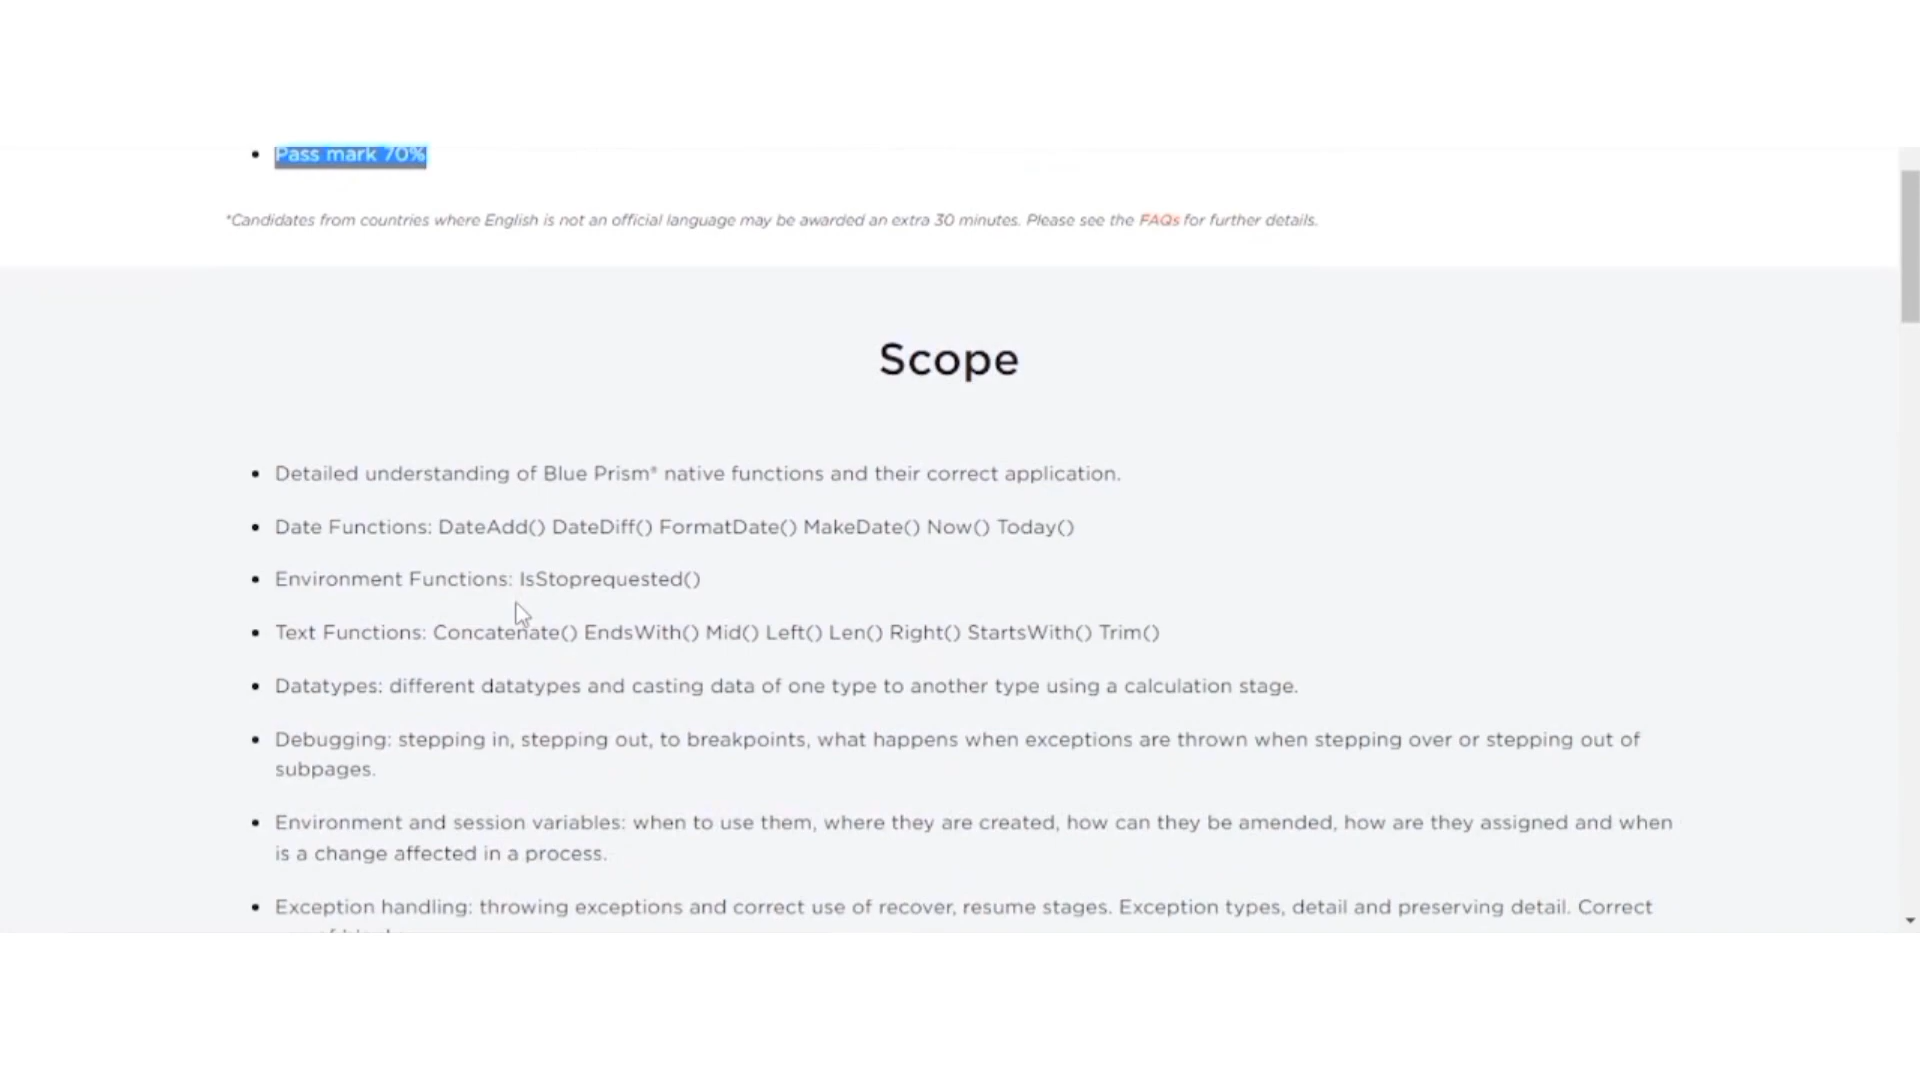 Pass mark 70%
*Candidates from countries where English is not an official language may be awarded an extra 30 minutes. Please see the FAQs for further details.
Scope
Detailed understanding of Blue Prism® native functions and their correct application.
Date Functions: DateAdd() DateDiff() FormatDate() MakeDate() Now() Today()
Environment Functions: IsStoprequested()
Text Functions: Concatenate() EndsWith() Mid() Left() Len() Right() StartsWith() Trim()
Datatypes: different datatypes and casting data of one type to another type using a calculation stage.
Debugging: stepping in, stepping out, to breakpoints, what happens when exceptions are thrown when stepping over or stepping out of
subpages.
Environment and session variables: when to use them, where they are created, how can they be amended, how are they assigned and when
is a change affected in a process.
Exception handling: throwing exceptions and correct use of recover, resume stages. Exception types, detail and preserving detail. Correct